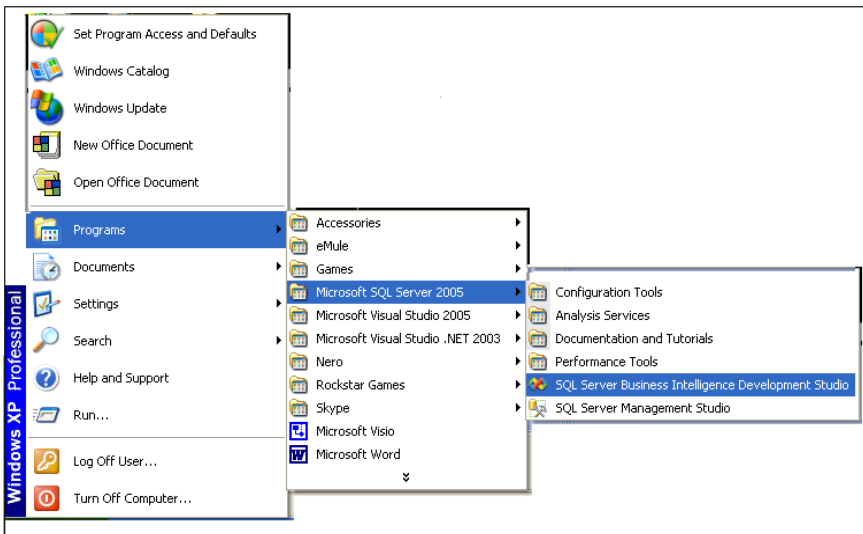 Set Program Access and Defaults
Windows Catalog
Windows Update
New Office Document
Open Office Document
Programs
Documents
Settings
Search
Help and Support
Run...
Log Off User...
Turn Off Computer...
Windows XP Professional
Accessories
eMule
Games
Microsoft SQL Server 2005
Microsoft Visual Studio 2005
Microsoft Visual Studio .NET 2003
Nero
Rockstar Games
Skype
Microsoft Visio
Microsoft Word
Configuration Tools
Analysis Services
Documentation and Tutorials
Performance Tools
SQL Server Business Intelligence Development Studio
SQL Server Management Studio